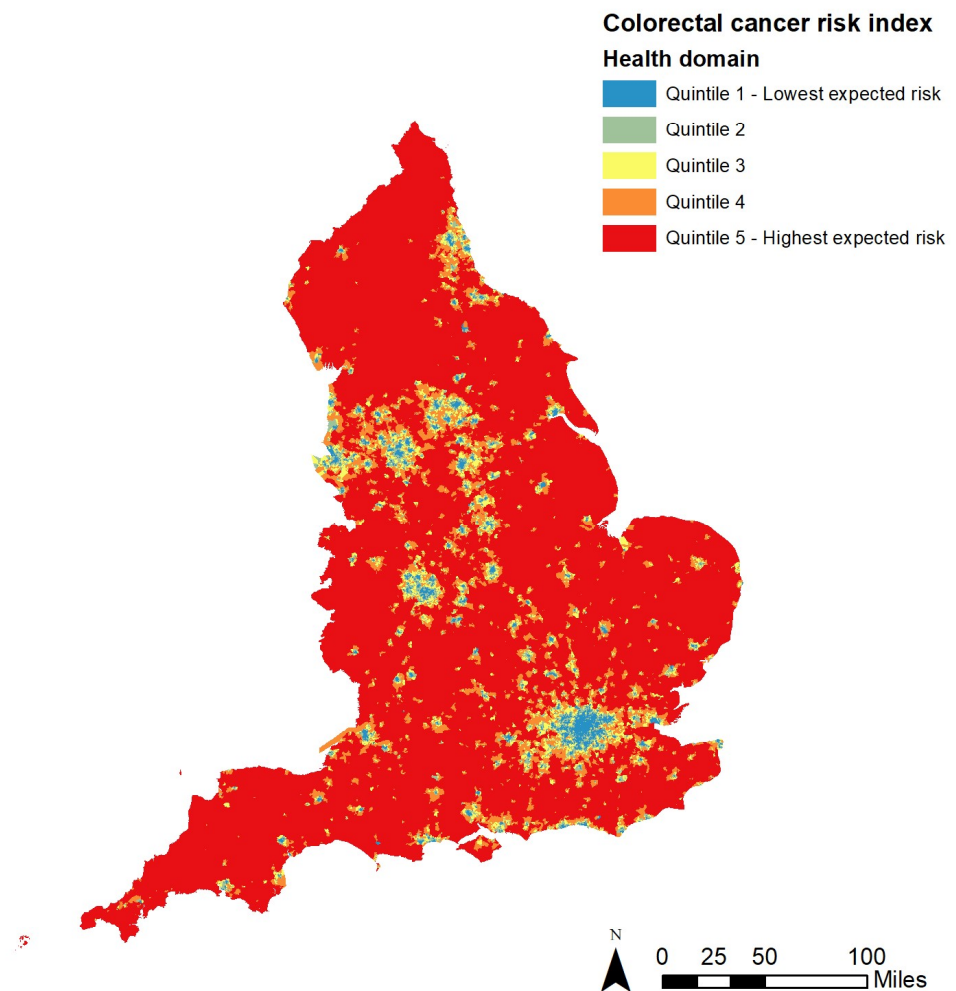 Colorectal cancer risk index
Health domain
Quintile 1 - Lowest expected risk
Quintile 2
Quintile 3
Quintile 4
Quintile 5 - Highest expected risk
N
0 25 50 100
Miles